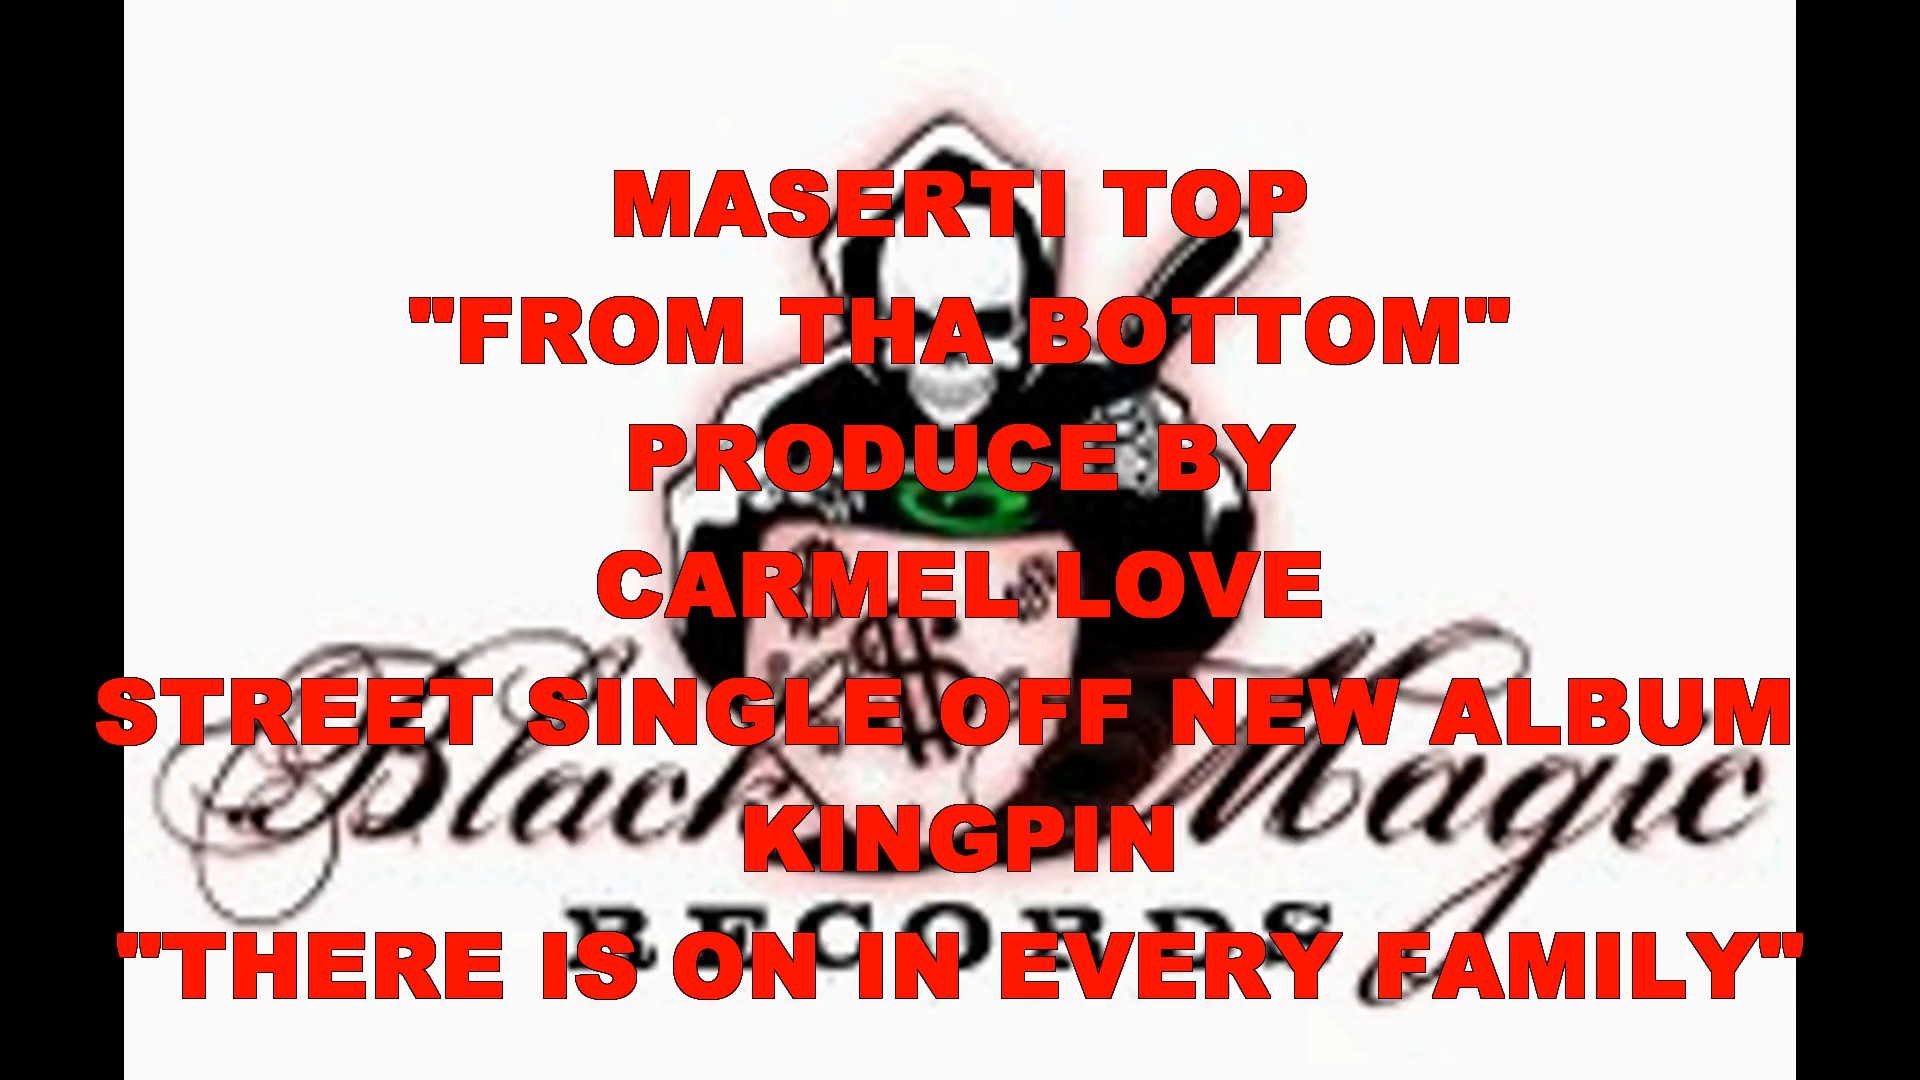 MASERTI TOP
"FROM THA BOTTOM"
PRODUCE BY
CARMEL LOVE
STREET SINGLE OFF NEW ALBUM
KINGPIN
"THERE IS ON IN EVERY FAMILY"
Black Magic
RECORDS